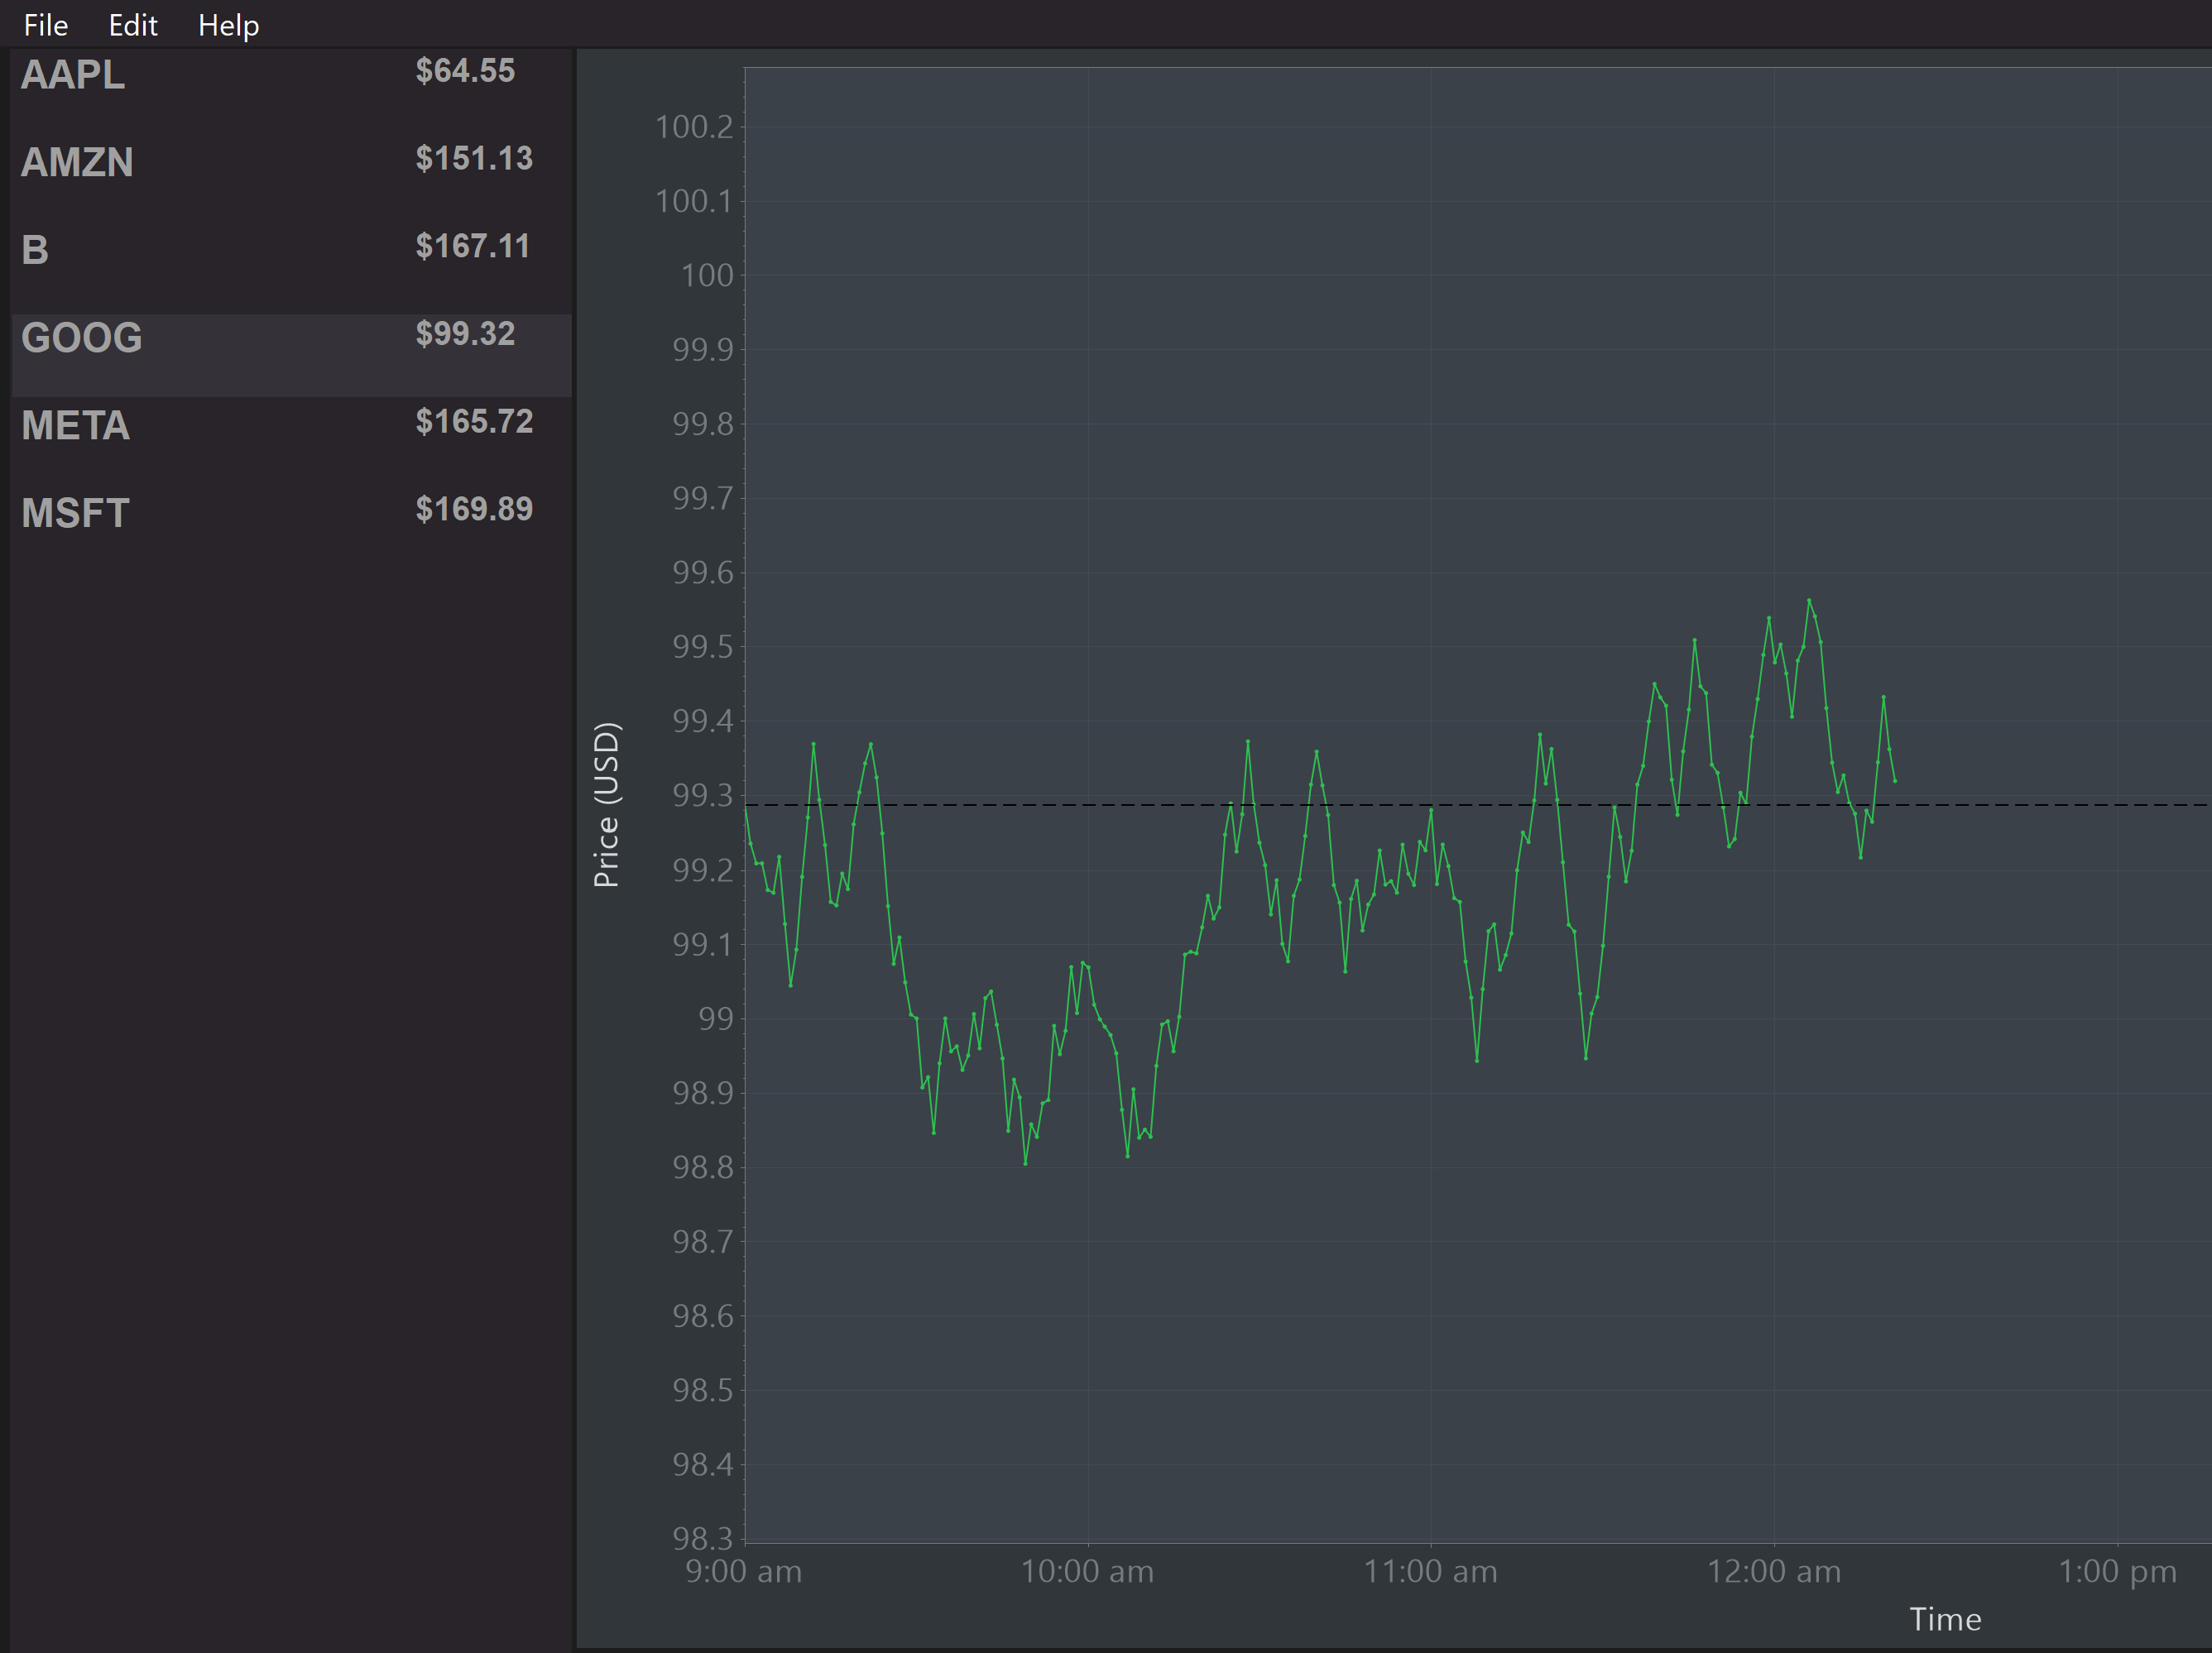 File Edit Help
AAPL $64.55
AMZN $151.13
B $167.11
GOOG $99.32
META $165.72
MSFT $169.89
Price (USD)
100.2
100.1
100
99.9
99.8
99.7
99.6
99.5
99.4
99.3
99.2
99.1
99
98.9
98.8
98.7
98.6
98.5
98.4
98.3
9:00 am 10:00 am 11:00 am 12:00 am 1:00 pm
Time